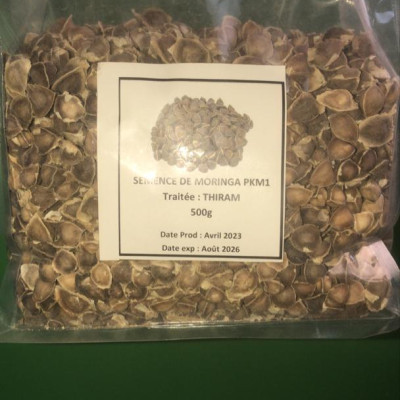 SEMENCE DE MORINGA PKM1
Traitée : THIRAM
500g
Date Prod : Avril 2023
Date exp : Août 2026